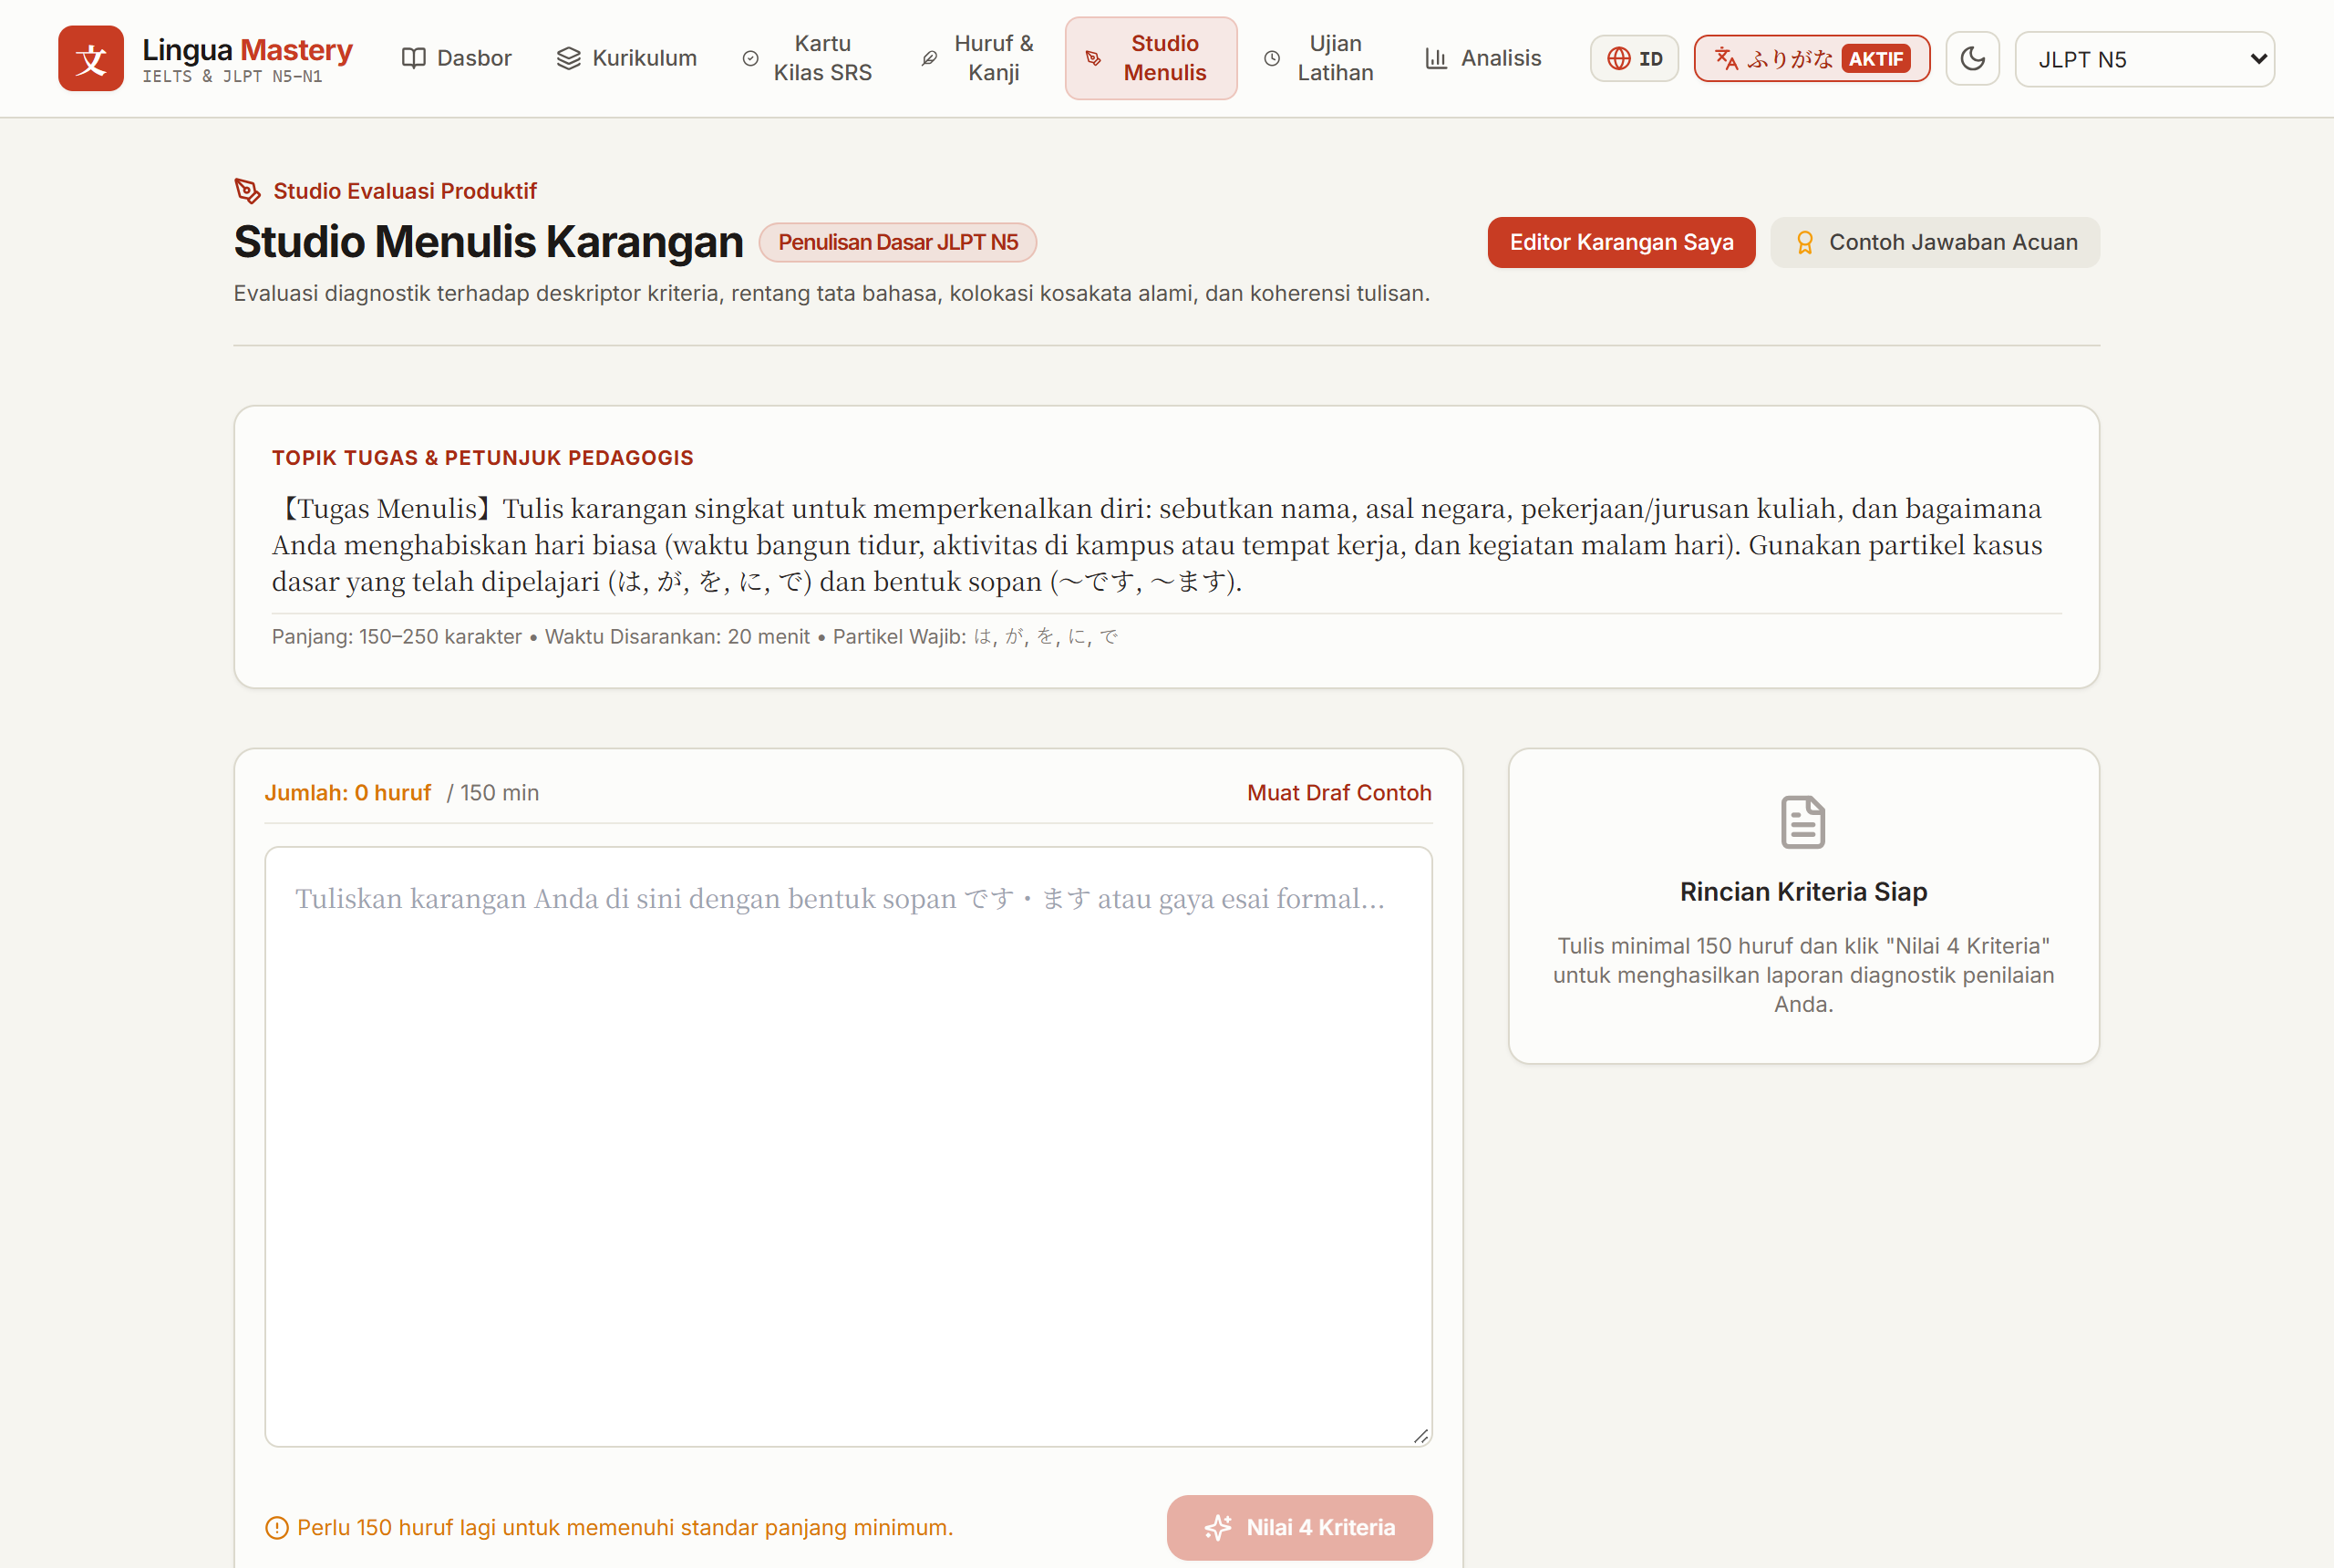 文
Lingua Mastery
IELTS & JLPT N5–N1
Dasbor
Kurikulum
Kartu
Kilas SRS
Huruf &
Kanji
Studio
Menulis
Ujian
Latihan
Analisis
ID
ふりがな AKTIF
JLPT N5
Studio Evaluasi Produktif
Studio Menulis Karangan
Penulisan Dasar JLPT N5
Editor Karangan Saya
Contoh Jawaban Acuan
Evaluasi diagnostik terhadap deskriptor kriteria, rentang tata bahasa, kolokasi kosakata alami, dan koherensi tulisan.
TOPIK TUGAS & PETUNJUK PEDAGOGIS
【Tugas Menulis】Tulis karangan singkat untuk memperkenalkan diri: sebutkan nama, asal negara, pekerjaan/jurusan kuliah, dan bagaimana
Anda menghabiskan hari biasa (waktu bangun tidur, aktivitas di kampus atau tempat kerja, dan kegiatan malam hari). Gunakan partikel kasus
dasar yang telah dipelajari (は, が, を, に, で) dan bentuk sopan (〜です, 〜ます).
Panjang: 150–250 karakter • Waktu Disarankan: 20 menit • Partikel Wajib: は, が, を, に, で
Jumlah: 0 huruf / 150 min
Muat Draf Contoh
Tuliskan karangan Anda di sini dengan bentuk sopan です・ます atau gaya esai formal...
Perlu 150 huruf lagi untuk memenuhi standar panjang minimum.
Nilai 4 Kriteria
Rincian Kriteria Siap
Tulis minimal 150 huruf dan klik "Nilai 4 Kriteria"
untuk menghasilkan laporan diagnostik penilaian
Anda.